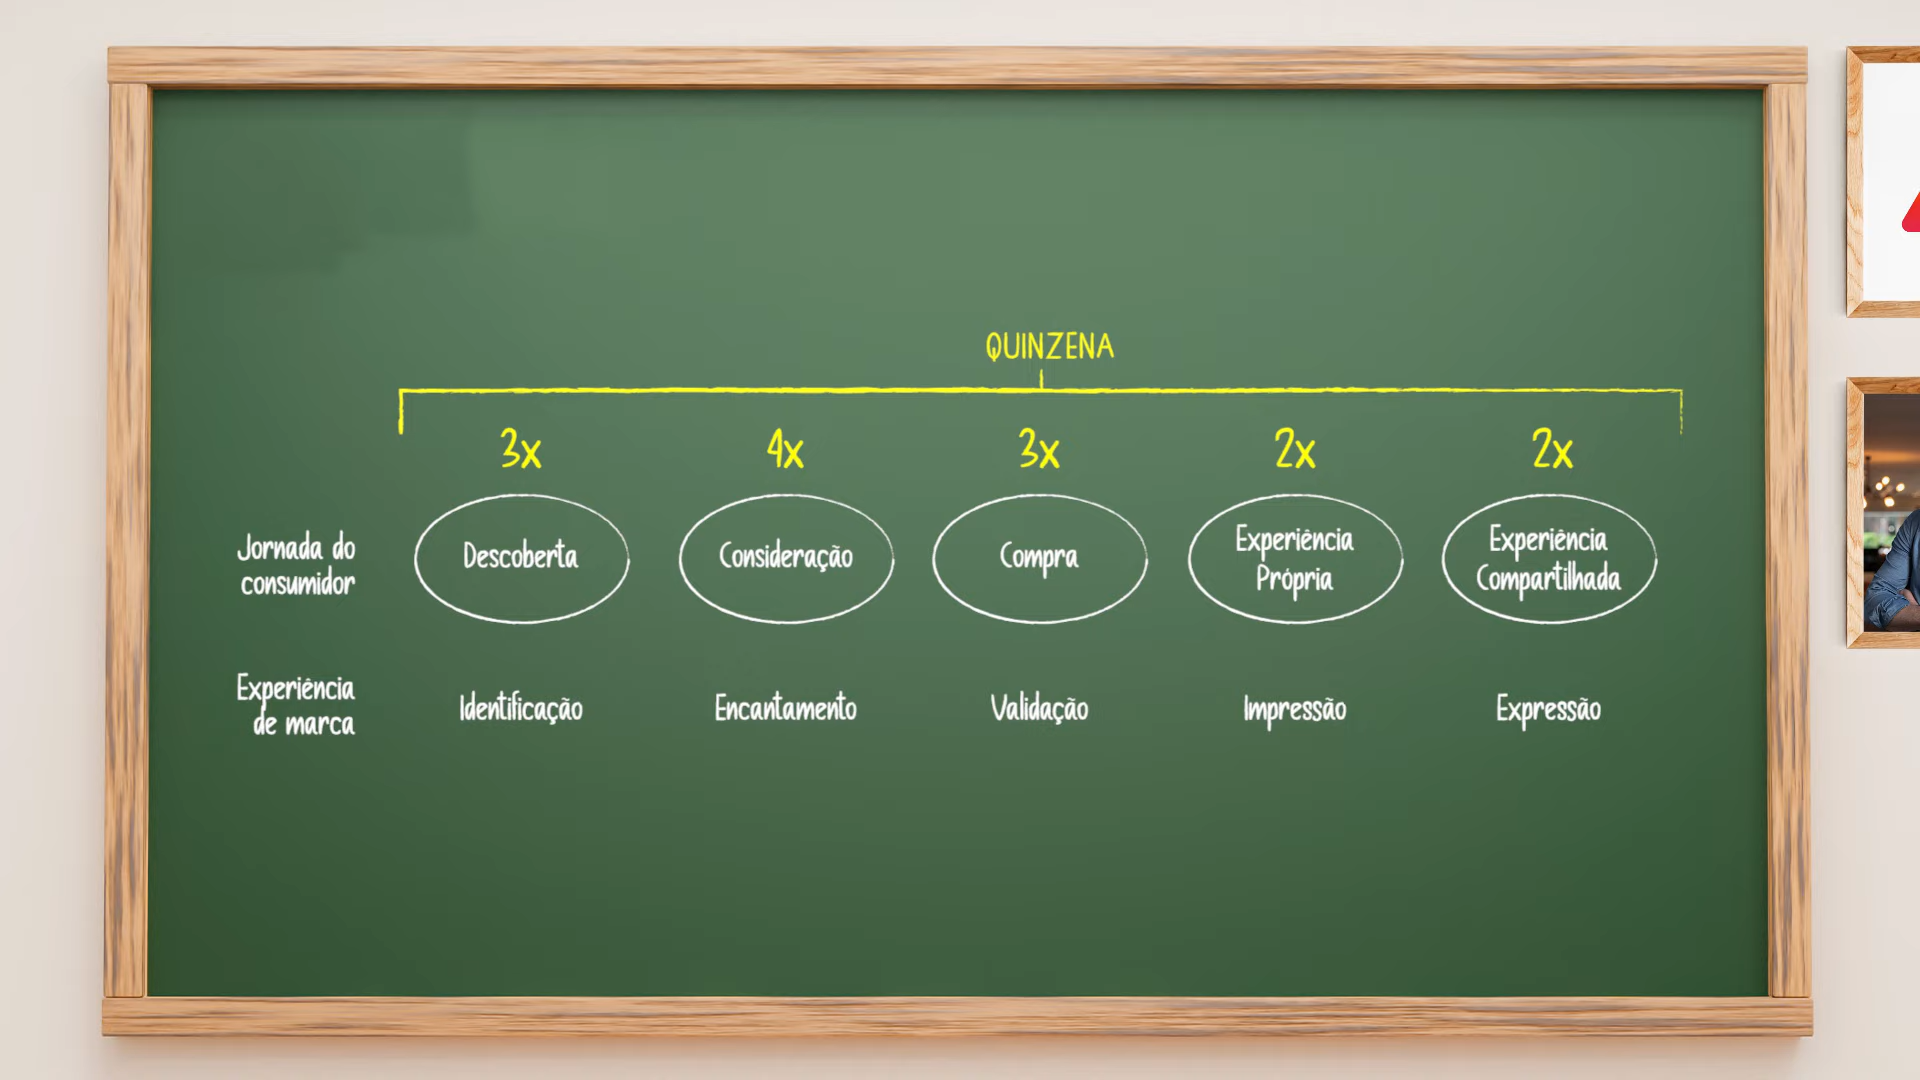 QUINZENA
3x 4x 3x 2x 2x
Jornada do
consumidor
Descoberta
Consideração
Compra
Experiência
Própria
Experiência
Compartilhada
Experiência
de marca
Identificação
Encantamento
Validação
Impressão
Expressão